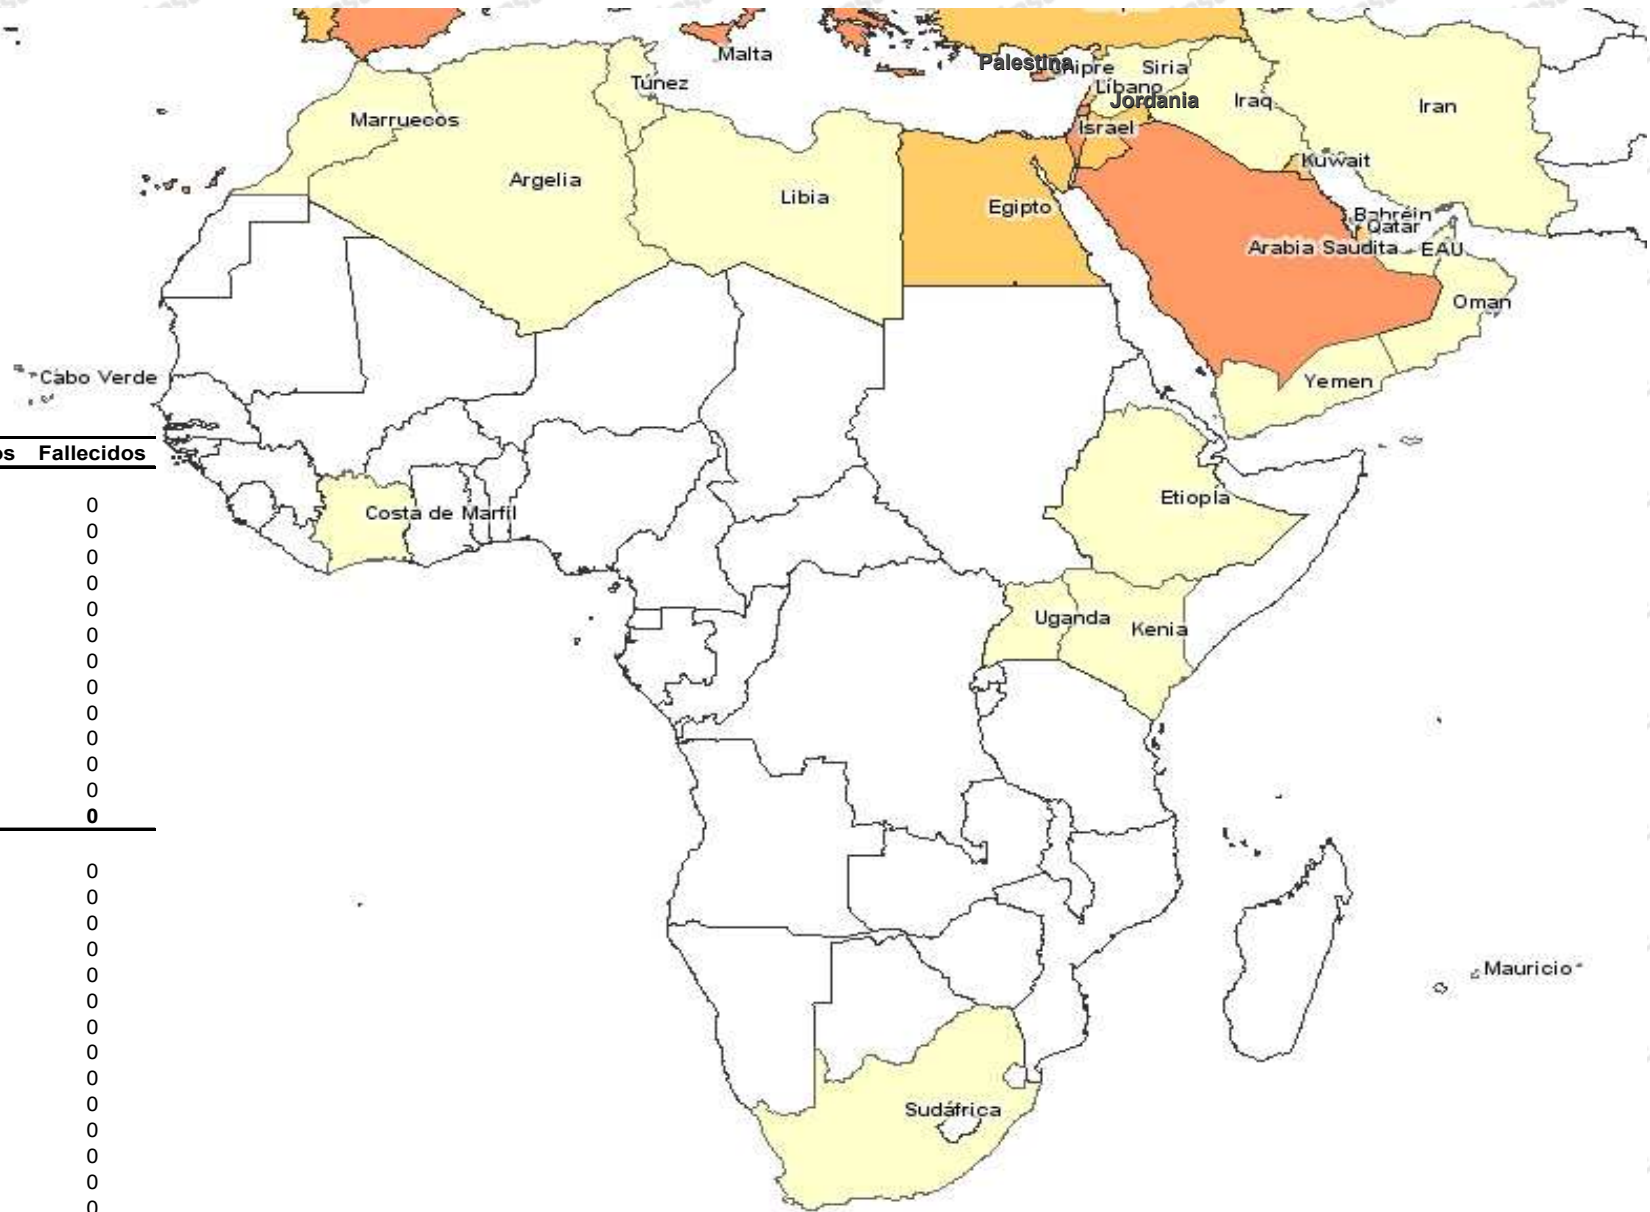 Malta
Palestina
Chipre
Siria
Túnez
Líbano
Jordania
Iraq
Iran
Marruecos
Israel
Kuwait
Argelia
Libia
Egipto
Bahréin
Qatar
Arabia Saudita
EAU
Oman
Cabo Verde
Yemen
os Fallecidos
Etiopía
0
Costa de Marfil
0
0
0
0
Uganda
Kenia
0
0
0
0
0
0
0
0
0
0
0
0
Mauricio
0
0
0
0
0
0
Sudáfrica
0
0
0
0